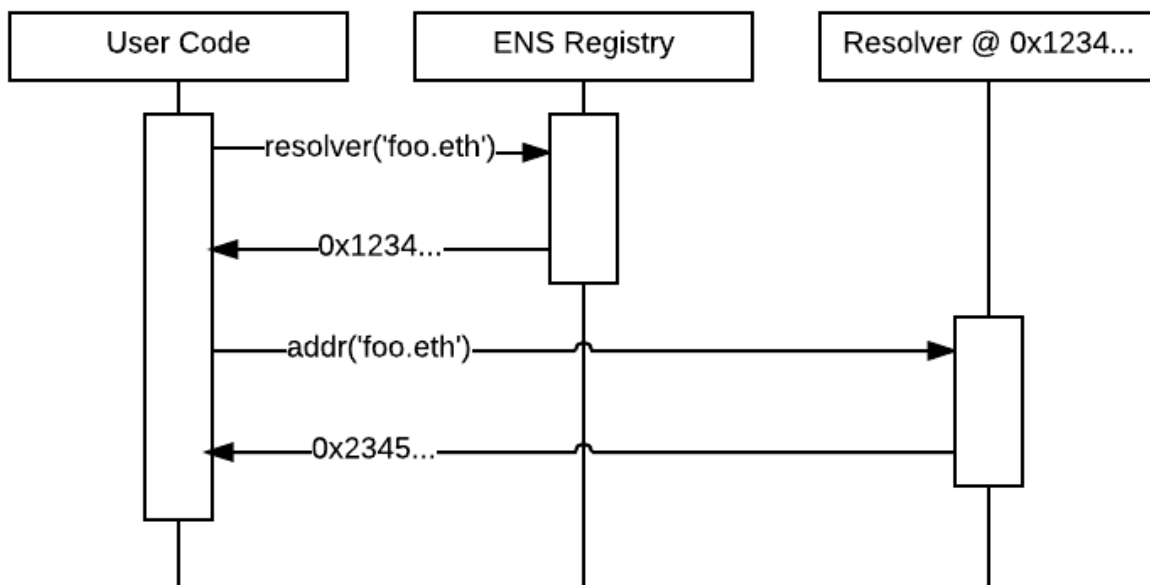 User Code
ENS Registry
Resolver @ 0x1234...
resolver('foo.eth')
0x1234...
addr('foo.eth')
0x2345...